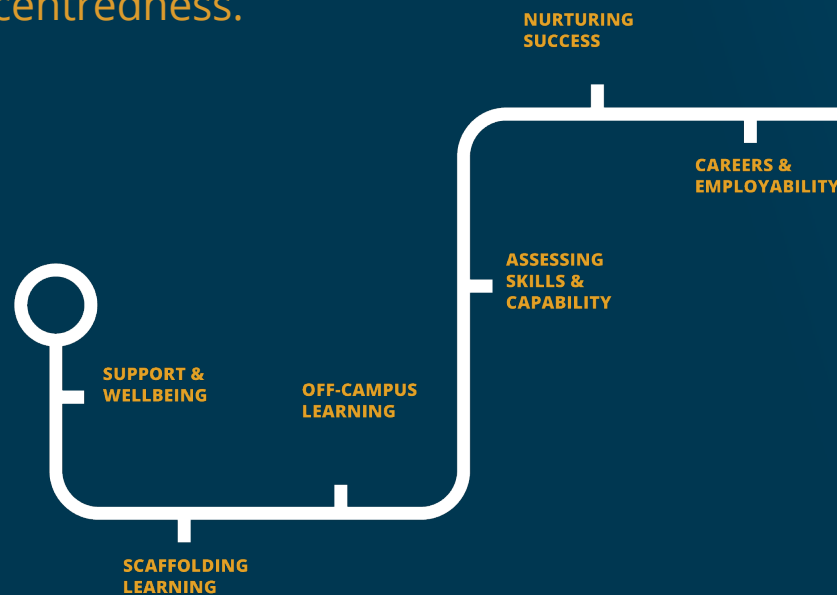 centredness.
NURTURING
SUCCESS
CAREERS &
EMPLOYABILITY
ASSESSING
SKILLS &
CAPABILITY
SUPPORT &
WELLBEING
OFF-CAMPUS
LEARNING
SCAFFOLDING
LEARNING